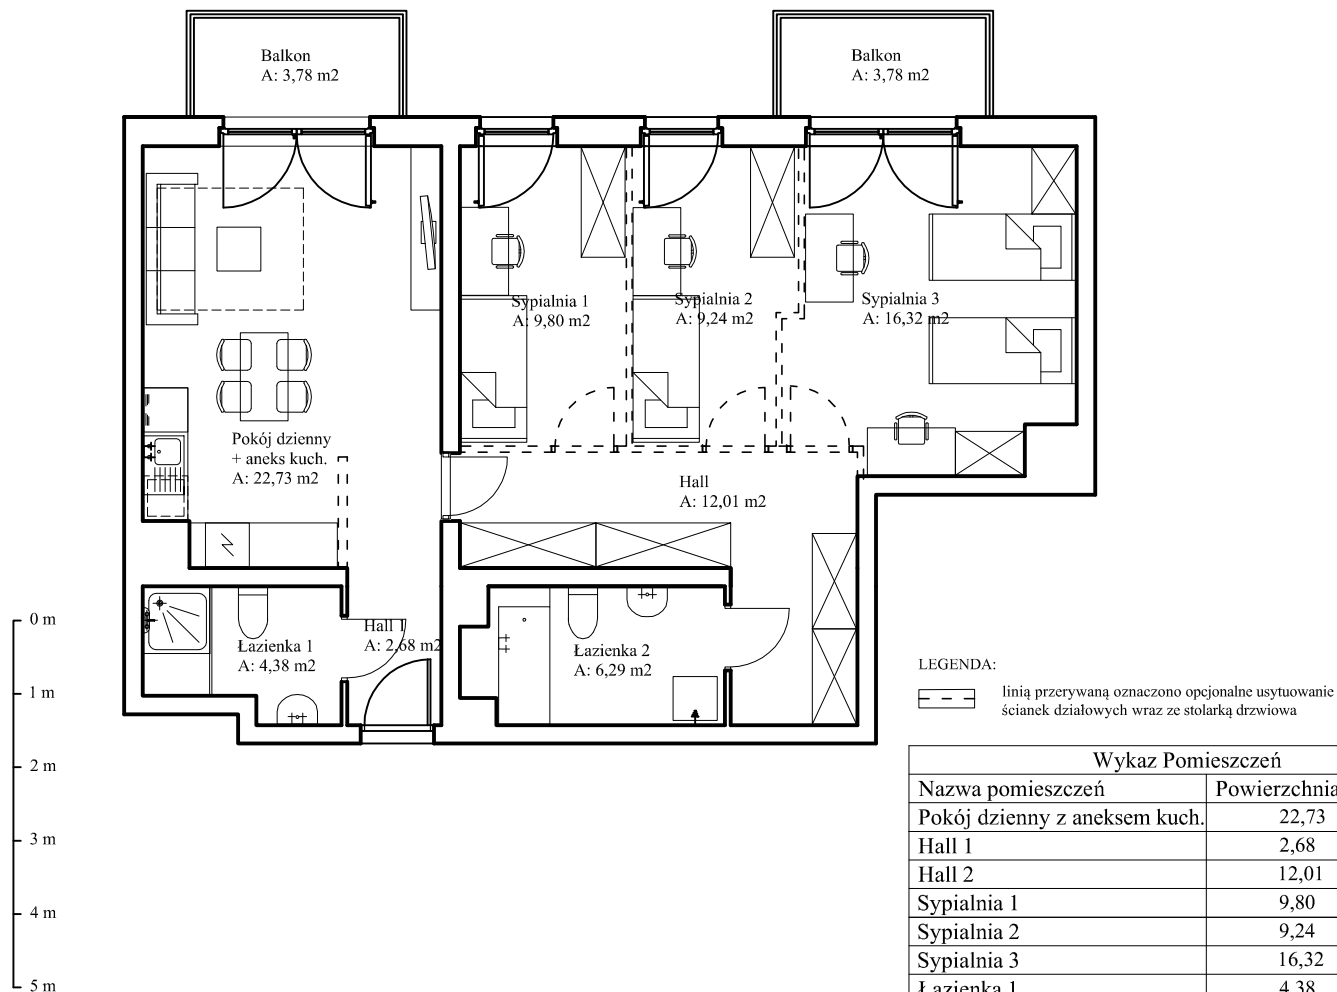 Balkon
A: 3,78 m2
Balkon
A: 3,78 m2
Sypialnia 1
A: 9,80 m2
Sypialnia 2
A: 9,24 m2
Sypialnia 3
A: 16,32 m2
Pokój dzienny
+ aneks kuch.
A: 22,73 m2
Hall
A: 12,01 m2
Hall 1
A: 2,68 m2
Łazienka 1
A: 4,38 m2
Łazienka 2
A: 6,29 m2
0 m
1 m
2 m
3 m
4 m
5 m
LEGENDA:
linią przerywaną oznaczono opcjonalne usytuowanie
ścianek działowych wraz ze stolarką drzwiowa
Wykaz Pomieszczeń
Nazwa pomieszczeń Powierzchnia
Pokój dzienny z aneksem kuch. 22,73
Hall 1 2,68
Hall 2 12,01
Sypialnia 1 9,80
Sypialnia 2 9,24
Sypialnia 3 16,32
Łazienka 1 4,38